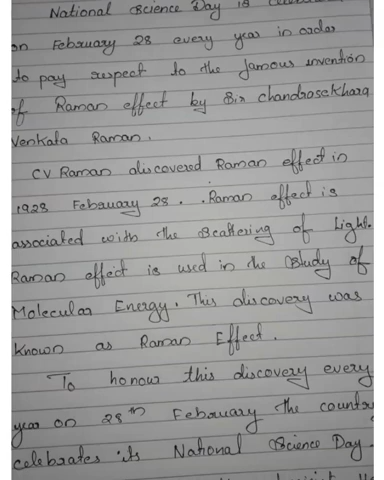 National Science Day is
on February 28 every year in order
to pay respect to the famous invention
of Raman effect by Sir Chandrasekhara
Venkata Raman.
CV Raman discovered Raman effect in
1928 February 28. Raman effect is
associated with the Scattering of Light.
Raman effect is used in the Study of
Molecular Energy. This discovery was
known as Raman Effect.
To honour this discovery every
year on 28th February the country
celebrates its National Science Day.